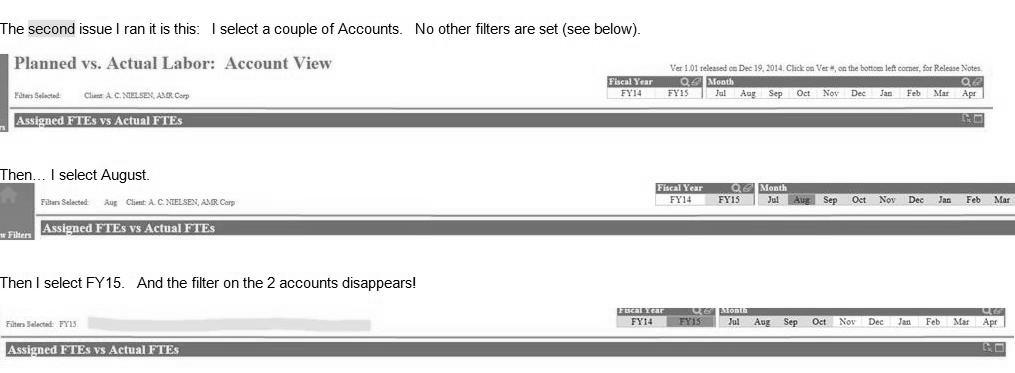 The second issue I ran it is this: I select a couple of Accounts. No other filters are set (see below).
Planned vs. Actual Labor: Account View
Ver 1.01 released on Dec 19, 2014. Click on Ver #, on the bottom left corner, for Release Notes.
Fiscal Year Month
Filters Selected: Client: A. C. NIELSEN, AMR Corp FY14 FY15 Jul Aug Sep Oct Nov Dec Jan Feb Mar Apr
Assigned FTEs vs Actual FTEs
Then... I select August.
Fiscal Year Month
Filters Selected: Aug Client: A. C. NIELSEN, AMR Corp FY14 FY15 Jul Aug Sep Oct Nov Dec Jan Feb Mar
w Filters Assigned FTEs vs Actual FTEs
Then I select FY15. And the filter on the 2 accounts disappears!
Fiscal Year Month
Filters Selected: FY15 FY14 FY15 Jul Aug Sep Oct Nov Dec Jan Feb Mar Apr
Assigned FTEs vs Actual FTEs